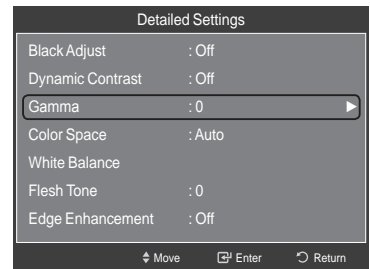 Detailed Settings
Black Adjust : Off
Dynamic Contrast : Off
Gamma : 0
Color Space : Auto
White Balance
Flesh Tone : 0
Edge Enhancement : Off
Move Enter Return